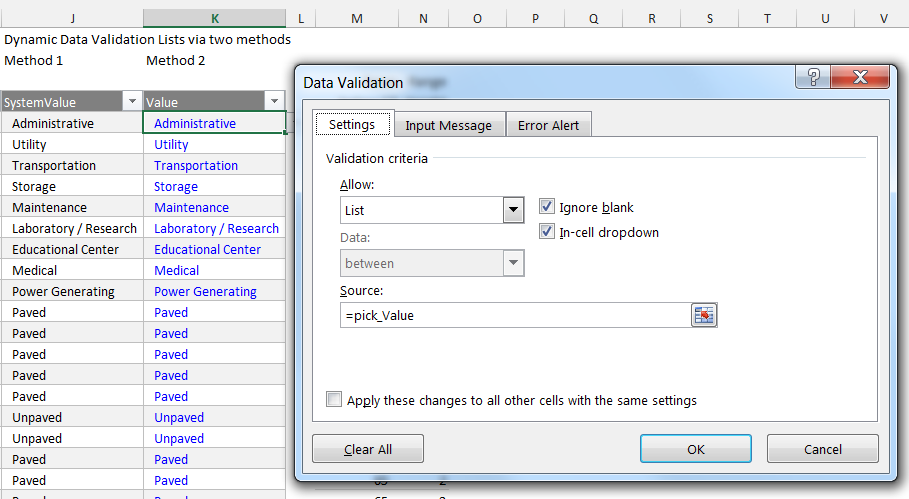 J K L M N O P Q R S T U V
Dynamic Data Validation Lists via two methods
Method 1 Method 2
SystemValue Value
Administrative Administrative
Utility Utility
Transportation Transportation
Storage Storage
Maintenance Maintenance
Laboratory / Research Laboratory / Research
Educational Center Educational Center
Medical Medical
Power Generating Power Generating
Paved Paved
Paved Paved
Paved Paved
Paved Paved
Paved Paved
Unpaved Unpaved
Unpaved Unpaved
Paved Paved
Paved Paved
Data Validation
Settings Input Message Error Alert
Validation criteria
Allow:
List
Ignore blank
In-cell dropdown
Data:
between
Source:
=pick_Value
Apply these changes to all other cells with the same settings
Clear All OK Cancel